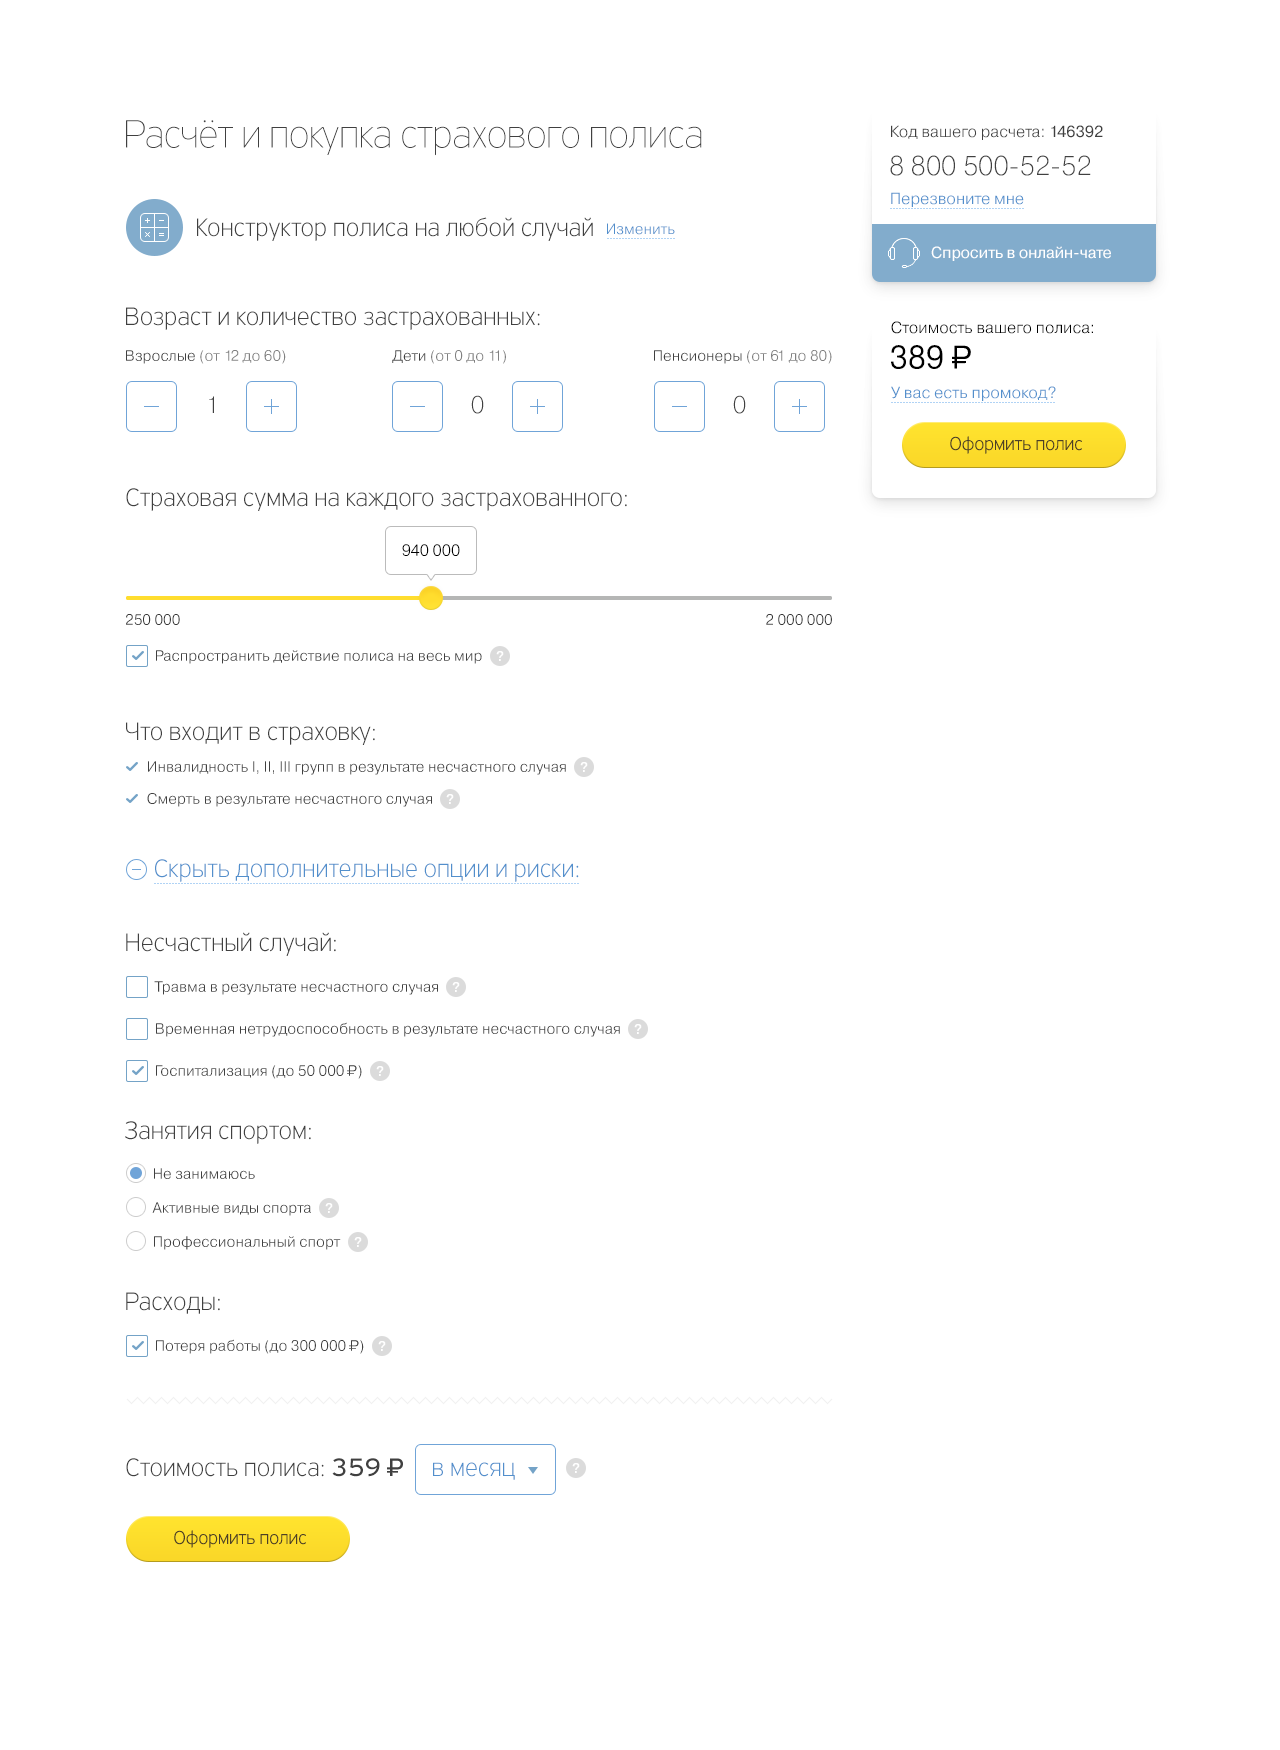 Расчёт и покупка страхового полиса
Конструктор полиса на любой случай Изменить
Возраст и количество застрахованных:
Взрослые (от 12 до 60) Дети (от 0 до 11) Пенсионеры (от 61 до 80)
1 0 0
Страховая сумма на каждого застрахованного:
940 000
250 000 2 000 000
Распространить действие полиса на весь мир ?
Что входит в страховку:
Инвалидность I, II, III групп в результате несчастного случая ?
Смерть в результате несчастного случая ?
Скрыть дополнительные опции и риски:
Несчастный случай:
Травма в результате несчастного случая ?
Временная нетрудоспособность в результате несчастного случая ?
Госпитализация (до 50 000 ₽) ?
Занятия спортом:
Не занимаюсь
Активные виды спорта ?
Профессиональный спорт ?
Расходы:
Потеря работы (до 300 000 ₽) ?
Стоимость полиса: 359 ₽ в месяц ?
Оформить полис
Код вашего расчета: 146392
8 800 500-52-52
Перезвоните мне
Спросить в онлайн-чате
Стоимость вашего полиса:
389 ₽
У вас есть промокод?
Оформить полис